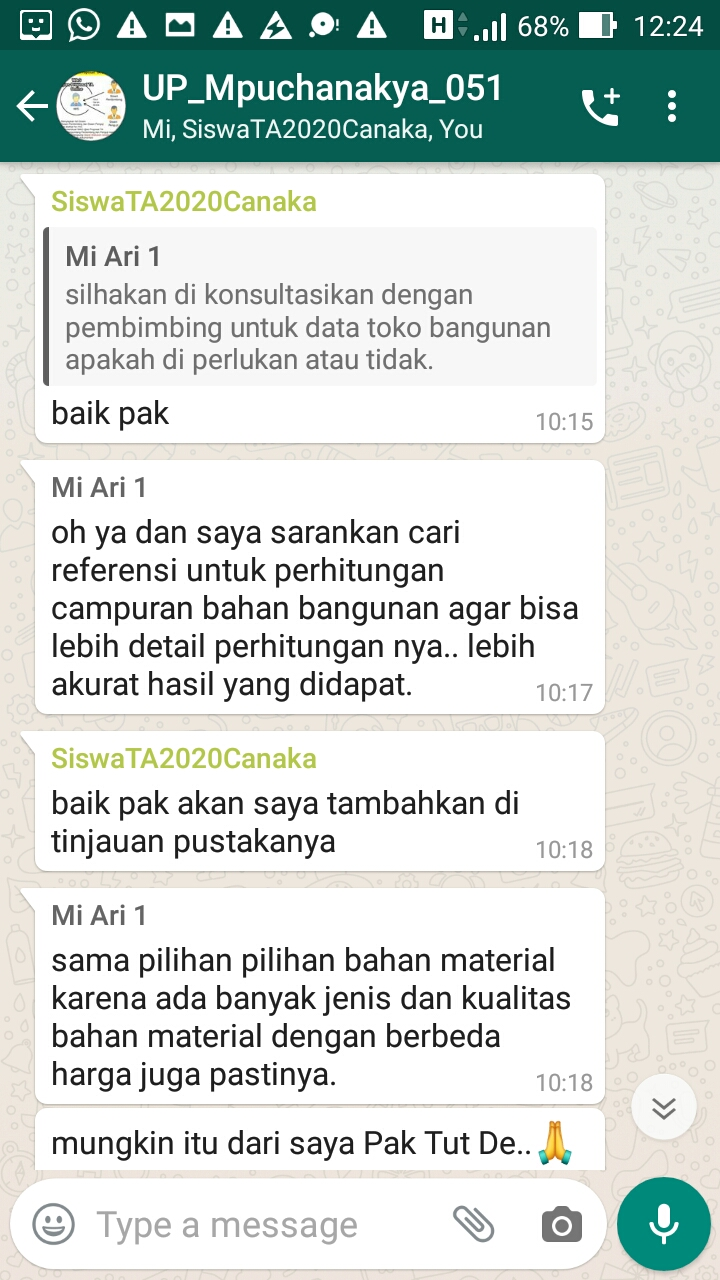 H 68% 12:24
UP_Mpuchanakya_051
Mi, SiswaTA2020Canaka, You
SiswaTA2020Canaka
Mi Ari 1
silhakan di konsultasikan dengan
pembimbing untuk data toko bangunan
apakah di perlukan atau tidak.
baik pak
10:15
Mi Ari 1
oh ya dan saya sarankan cari
referensi untuk perhitungan
campuran bahan bangunan agar bisa
lebih detail perhitungan nya.. lebih
akurat hasil yang didapat.
10:17
SiswaTA2020Canaka
baik pak akan saya tambahkan di
tinjauan pustakanya
10:18
Mi Ari 1
sama pilihan pilihan bahan material
karena ada banyak jenis dan kualitas
bahan material dengan berbeda
harga juga pastinya.
10:18
mungkin itu dari saya Pak Tut De..🙏
Type a message